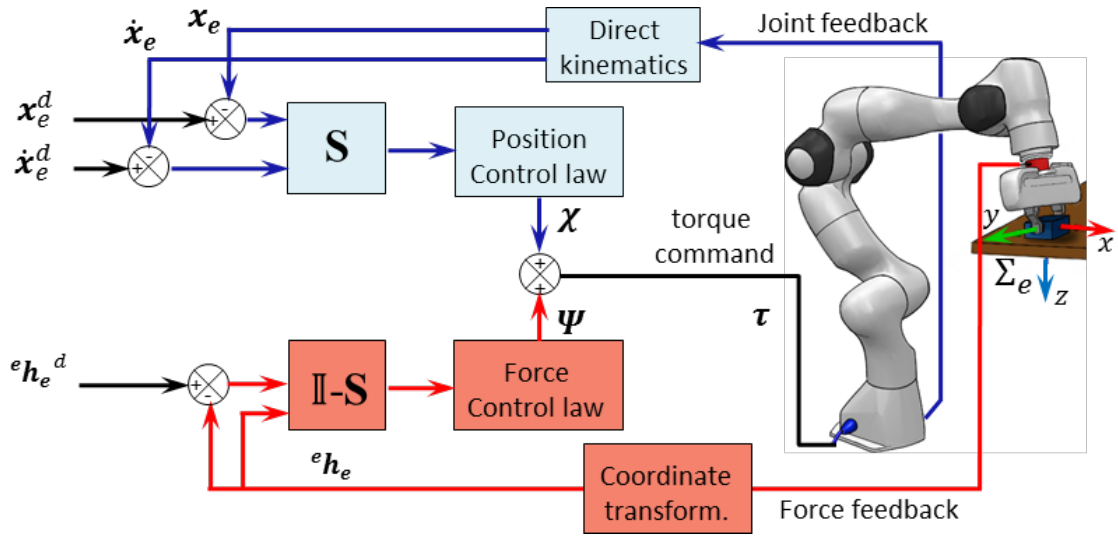 ẋₑ
xₑ
Direct
kinematics
Joint feedback
xₑᵈ
-
+
S
Position
Control law
ẋₑᵈ
-
+
χ
torque
command
y
x
Σₑ
z
+
+
Ψ
τ
ᵉhₑᵈ
+
-
𝕀-S
Force
Control law
ᵉhₑ
Coordinate
transform.
Force feedback